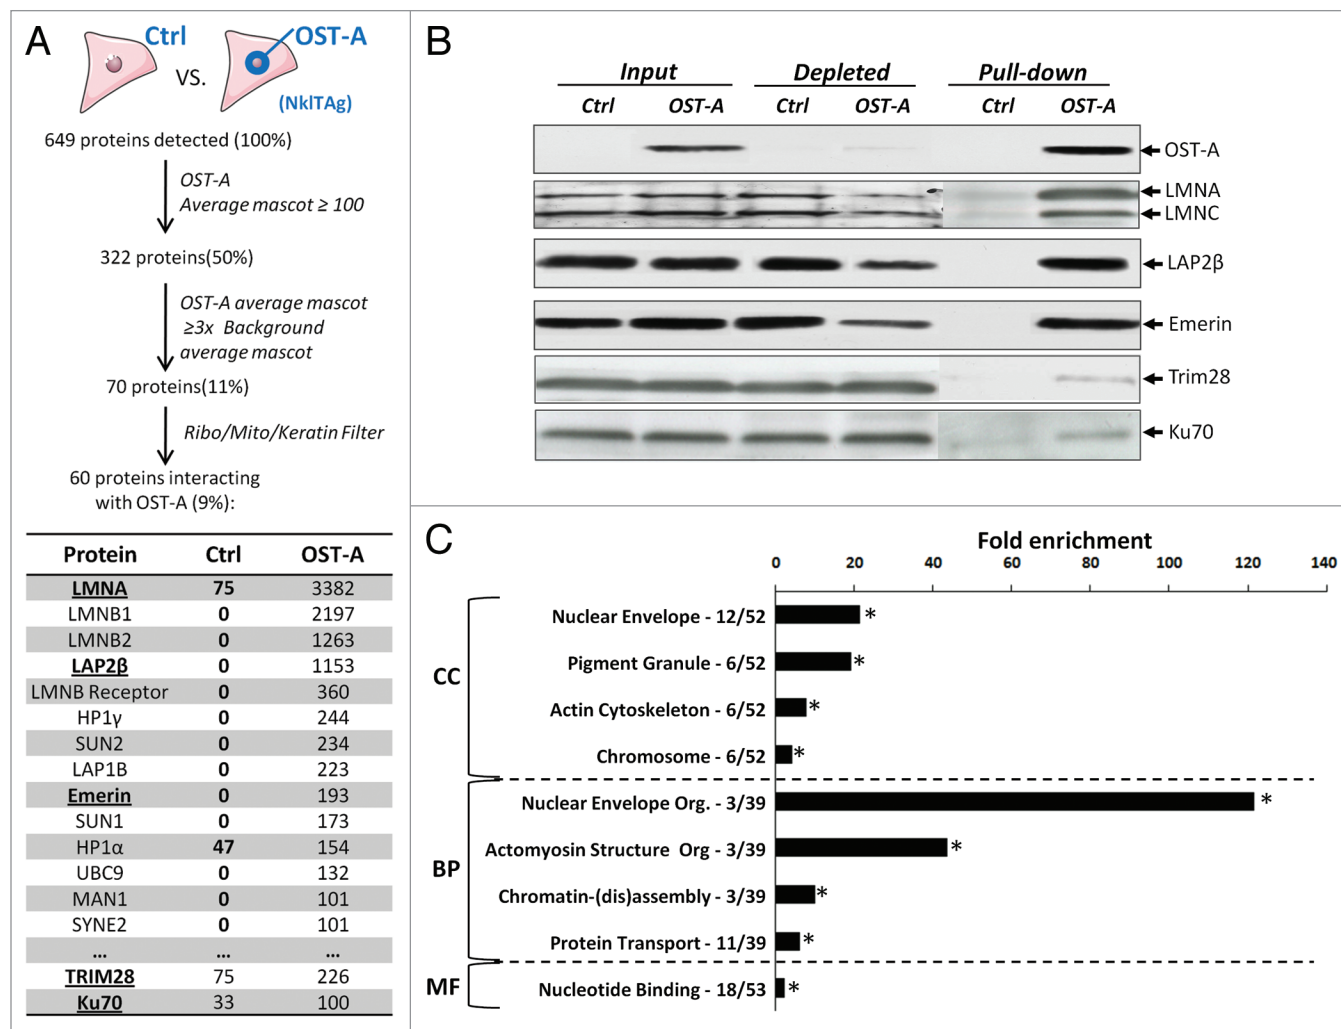 A
Ctrl
OST-A
VS.
(NklTAg)
649 proteins detected (100%)
OST-A
Average mascot ≥ 100
322 proteins(50%)
OST-A average mascot
≥3x Background
average mascot
70 proteins(11%)
Ribo/Mito/Keratin Filter
60 proteins interacting
with OST-A (9%):
Protein Ctrl OST-A
LMNA 75 3382
LMNB1 0 2197
LMNB2 0 1263
LAP2β 0 1153
LMNB Receptor 0 360
HP1γ 0 244
SUN2 0 234
LAP1B 0 223
Emerin 0 193
SUN1 0 173
HP1α 47 154
UBC9 0 132
MAN1 0 101
SYNE2 0 101
... ... ...
TRIM28 75 226
Ku70 33 100
B
Input Depleted Pull-down
Ctrl OST-A Ctrl OST-A Ctrl OST-A
OST-A
LMNA
LMNC
LAP2β
Emerin
Trim28
Ku70
C
Fold enrichment
0 20 40 60 80 100 120 140
CC
Nuclear Envelope - 12/52 *
Pigment Granule - 6/52 *
Actin Cytoskeleton - 6/52 *
Chromosome - 6/52 *
BP
Nuclear Envelope Org. - 3/39 *
Actomyosin Structure Org - 3/39 *
Chromatin-(dis)assembly - 3/39 *
Protein Transport - 11/39 *
MF
Nucleotide Binding - 18/53 *